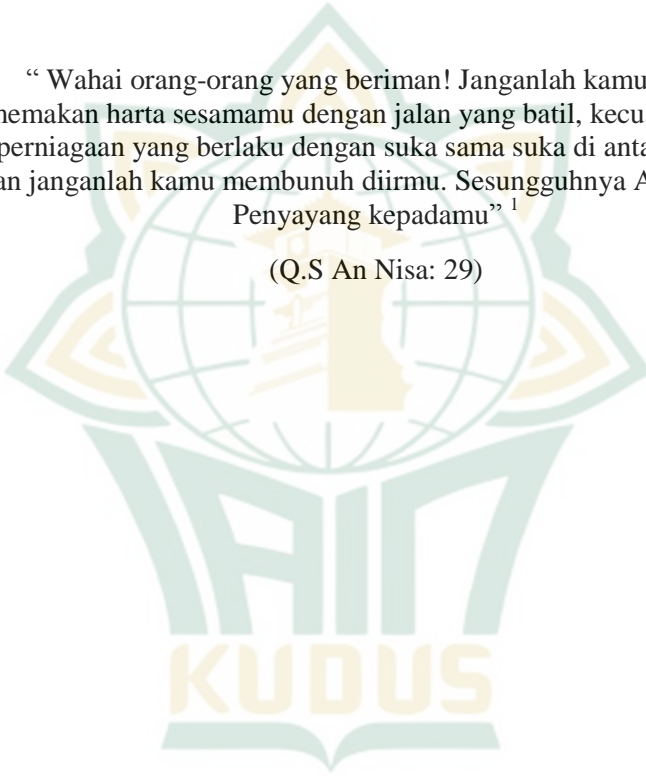 “ Wahai orang-orang yang beriman! Janganlah kamu
memakan harta sesamamu dengan jalan yang batil, kecu
perniagaan yang berlaku dengan suka sama suka di anta
an janganlah kamu membunuh diirmu. Sesungguhnya A
Penyayang kepadamu” 1
(Q.S An Nisa: 29)
IAIN
KUDUS